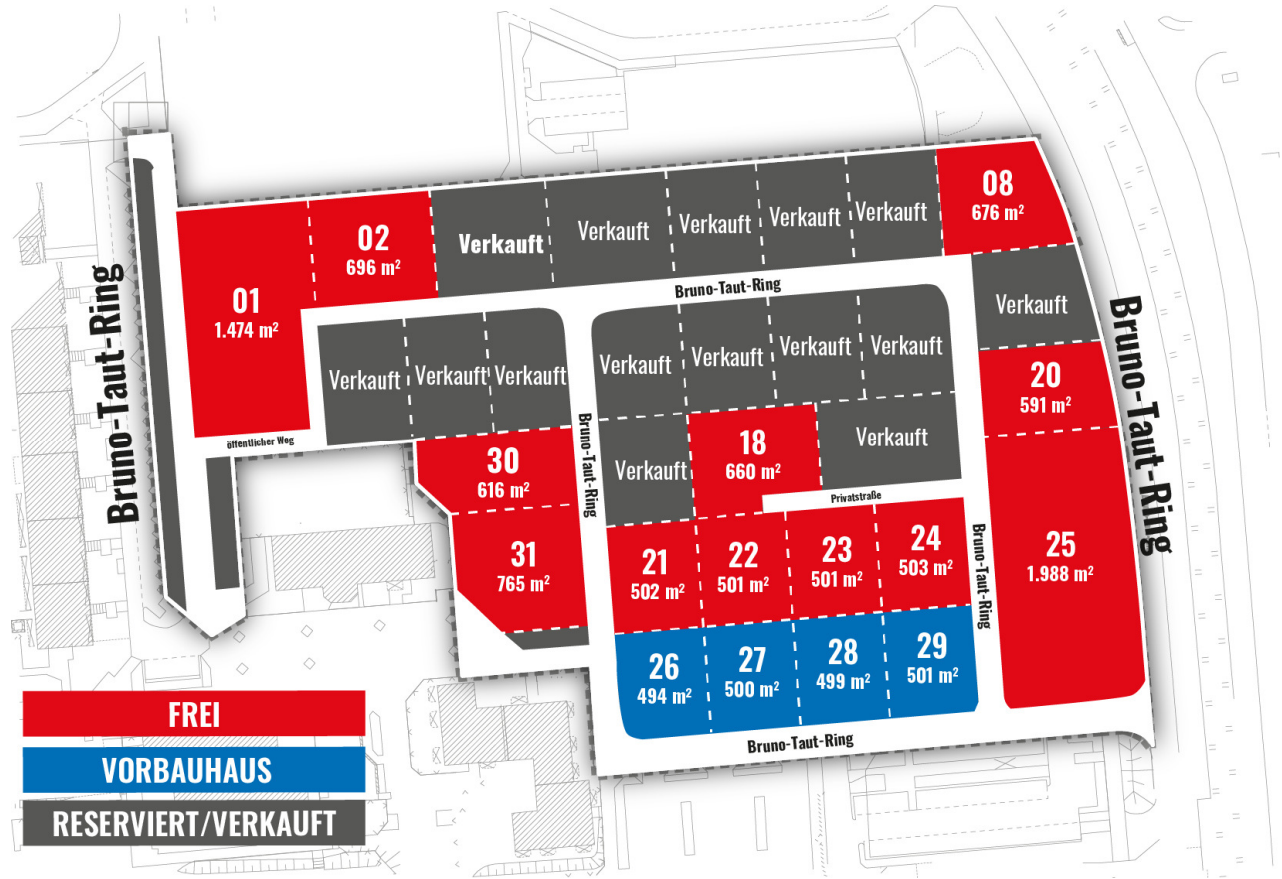 Bruno-Taut-Ring
01
1.474 m²
02
696 m²
Verkauft
Verkauft
Verkauft
Verkauft
Verkauft
08
676 m²
Bruno-Taut-Ring
Verkauft
Bruno-Taut-Ring
Verkauft
Verkauft
Verkauft
Verkauft
Verkauft
Verkauft
Verkauft
20
591 m²
öffentlicher Weg
Bruno-Taut-Ring
30
616 m²
Verkauft
18
660 m²
Verkauft
Privatstraße
31
765 m²
21
502 m²
22
501 m²
23
501 m²
24
503 m²
Bruno-Taut-Ring
25
1.988 m²
26
494 m²
27
500 m²
28
499 m²
29
501 m²
Bruno-Taut-Ring
FREI
VORBAUHAUS
RESERVIERT/VERKAUFT